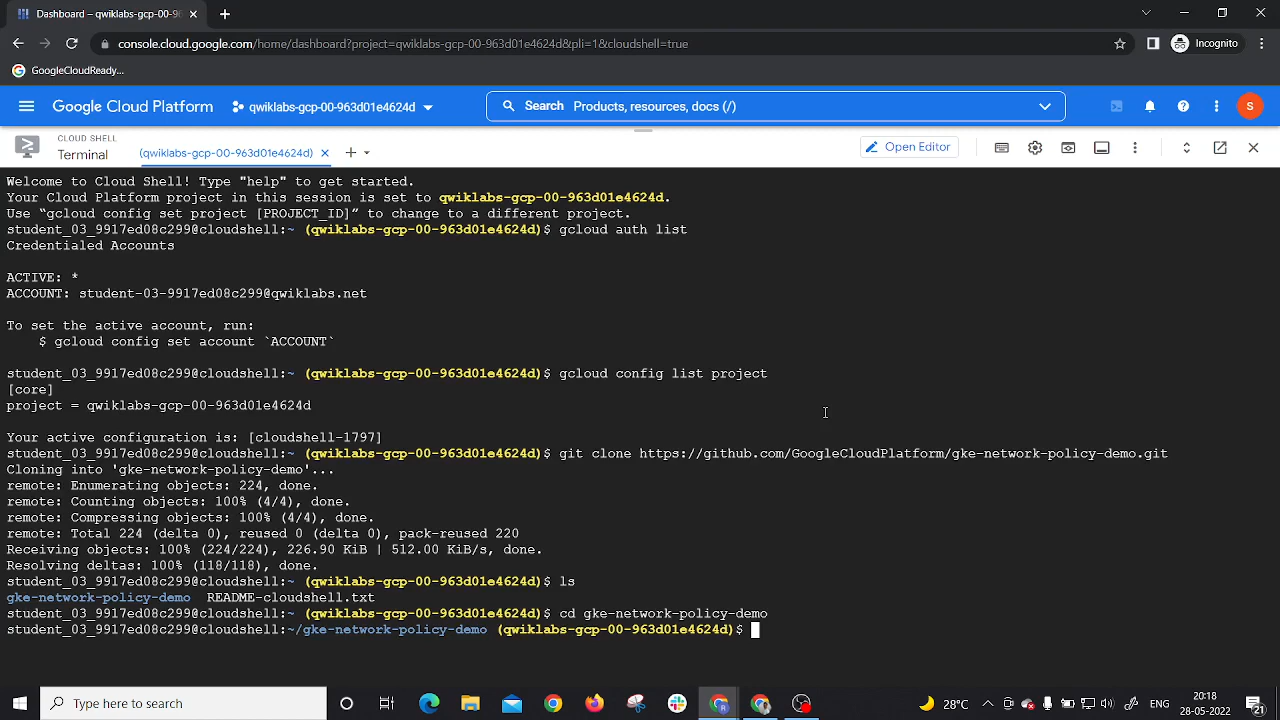 Dashboard – qwiklabs-gcp-00-96
console.cloud.google.com/home/dashboard?project=qwiklabs-gcp-00-963d01e4624d&pli=1&cloudshell=true
Incognito
GoogleCloudReady...
Google Cloud Platform
qwiklabs-gcp-00-963d01e4624d
Search Products, resources, docs (/)
S
CLOUD SHELL
Terminal
(qwiklabs-gcp-00-963d01e4624d)
Open Editor
Welcome to Cloud Shell! Type "help" to get started.
Your Cloud Platform project in this session is set to qwiklabs-gcp-00-963d01e4624d.
Use “gcloud config set project [PROJECT_ID]” to change to a different project.
student_03_9917ed08c299@cloudshell:~ (qwiklabs-gcp-00-963d01e4624d)$ gcloud auth list
Credentialed Accounts
ACTIVE: *
ACCOUNT: student-03-9917ed08c299@qwiklabs.net
To set the active account, run:
$ gcloud config set account `ACCOUNT`
student_03_9917ed08c299@cloudshell:~ (qwiklabs-gcp-00-963d01e4624d)$ gcloud config list project
[core]
project = qwiklabs-gcp-00-963d01e4624d
Your active configuration is: [cloudshell-1797]
student_03_9917ed08c299@cloudshell:~ (qwiklabs-gcp-00-963d01e4624d)$ git clone https://github.com/GoogleCloudPlatform/gke-network-policy-demo.git
Cloning into 'gke-network-policy-demo'...
remote: Enumerating objects: 224, done.
remote: Counting objects: 100% (4/4), done.
remote: Compressing objects: 100% (4/4), done.
remote: Total 224 (delta 0), reused 0 (delta 0), pack-reused 220
Receiving objects: 100% (224/224), 226.90 KiB | 512.00 KiB/s, done.
Resolving deltas: 100% (118/118), done.
student_03_9917ed08c299@cloudshell:~ (qwiklabs-gcp-00-963d01e4624d)$ ls
gke-network-policy-demo README-cloudshell.txt
student_03_9917ed08c299@cloudshell:~ (qwiklabs-gcp-00-963d01e4624d)$ cd gke-network-policy-demo
student_03_9917ed08c299@cloudshell:~/gke-network-policy-demo (qwiklabs-gcp-00-963d01e4624d)$
Type here to search
28°C
ENG
20:18
28-05-2022
21